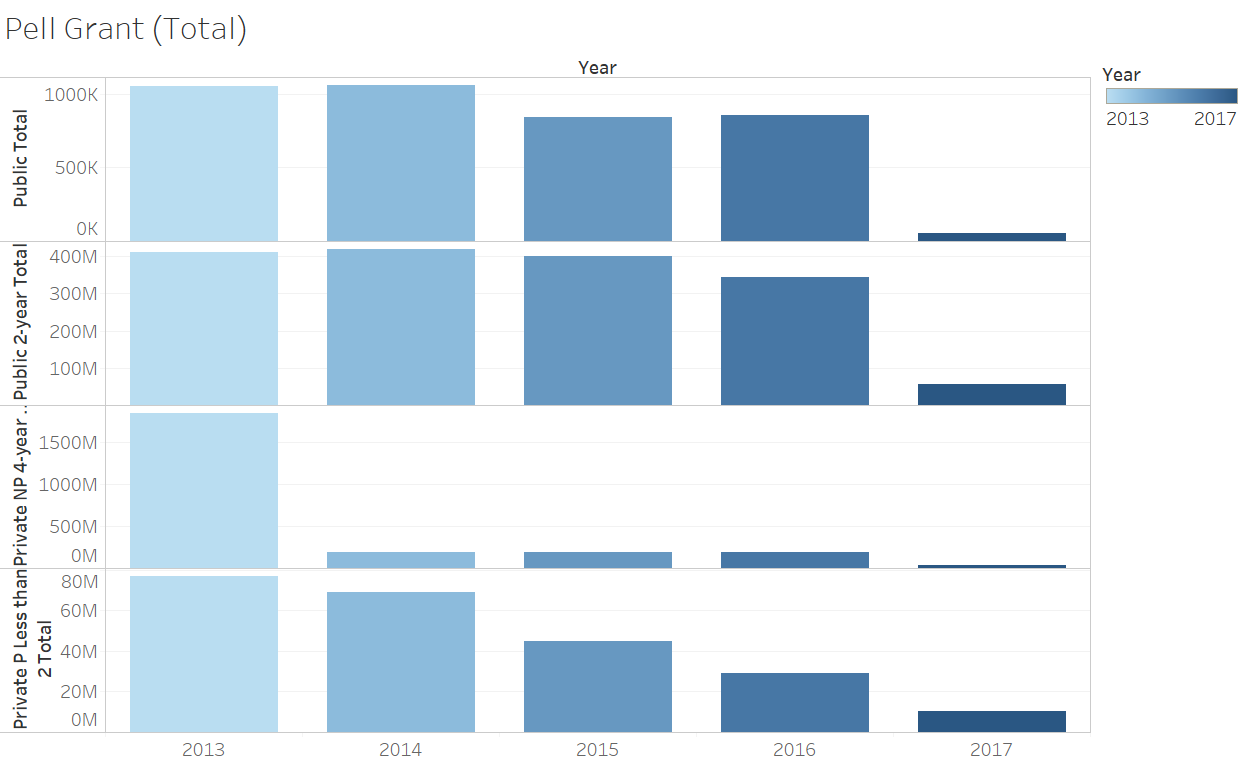 Pell Grant (Total)
Year
Year
2013 2017
Public Total
1000K
500K
0K
Public 2-year Total
400M
300M
200M
100M
Private NP 4-year ..
1500M
1000M
500M
0M
Private P Less than
2 Total
80M
60M
40M
20M
0M
2013 2014 2015 2016 2017